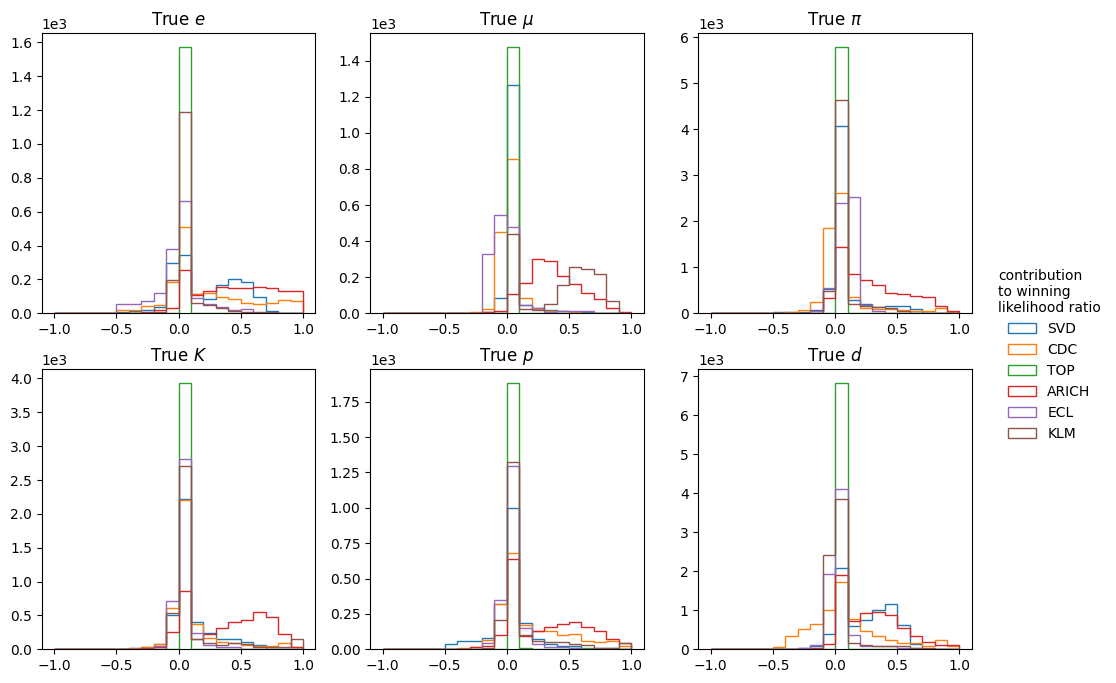 True e
1e3
1.6
1.4
1.2
1.0
0.8
0.6
0.4
0.2
0.0
−1.0 −0.5 0.0 0.5 1.0
True μ
1e3
1.4
1.2
1.0
0.8
0.6
0.4
0.2
0.0
−1.0 −0.5 0.0 0.5 1.0
True π
1e3
6
5
4
3
2
1
0
−1.0 −0.5 0.0 0.5 1.0
True K
1e3
4.0
3.5
3.0
2.5
2.0
1.5
1.0
0.5
0.0
−1.0 −0.5 0.0 0.5 1.0
True p
1e3
1.75
1.50
1.25
1.00
0.75
0.50
0.25
0.00
−1.0 −0.5 0.0 0.5 1.0
True d
1e3
7
6
5
4
3
2
1
0
−1.0 −0.5 0.0 0.5 1.0
contribution
to winning
likelihood ratio
SVD
CDC
TOP
ARICH
ECL
KLM